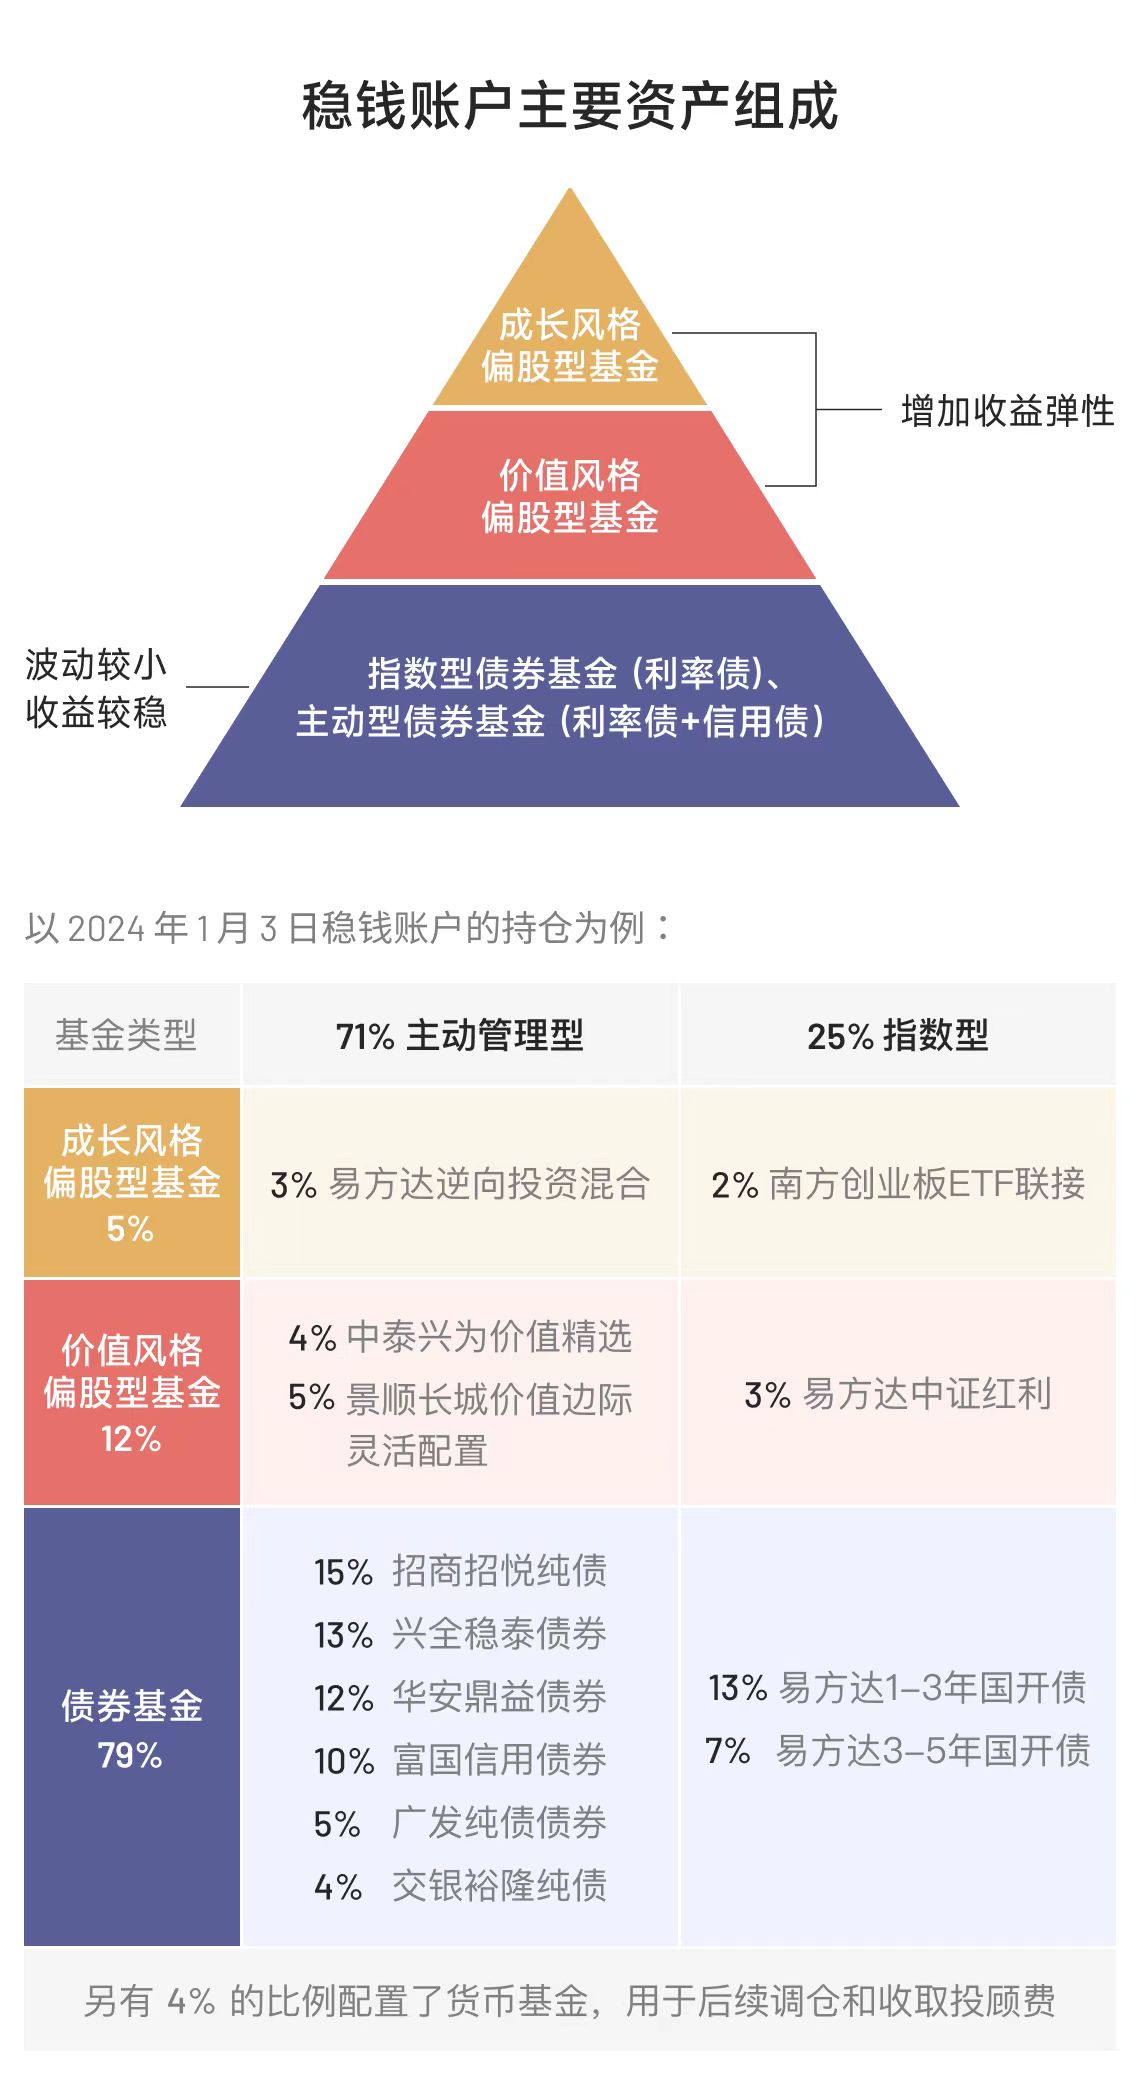 稳钱账户主要资产组成
成长风格
偏股型基金
增加收益弹性
价值风格
偏股型基金
波动较小
收益较稳
指数型债券基金 (利率债)、
主动型债券基金 (利率债+信用债)
以 2024 年 1 月 3 日稳钱账户的持仓为例：
基金类型
71% 主动管理型
25% 指数型
成长风格
偏股型基金
5%
3% 易方达逆向投资混合
2% 南方创业板ETF联接
价值风格
偏股型基金
12%
4% 中泰兴为价值精选
5% 景顺长城价值边际
灵活配置
3% 易方达中证红利
债券基金
79%
15% 招商招悦纯债
13% 兴全稳泰债券
12% 华安鼎益债券
10% 富国信用债券
5% 广发纯债债券
4% 交银裕隆纯债
13% 易方达1–3年国开债
7% 易方达3–5年国开债
另有 4% 的比例配置了货币基金，用于后续调仓和收取投顾费